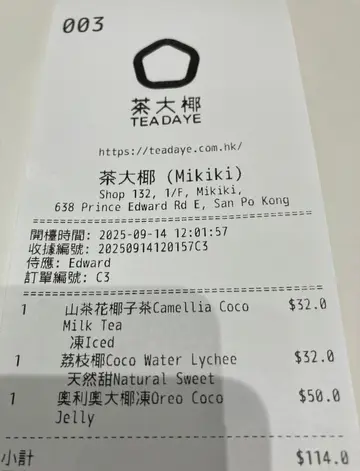 003
茶大椰
TEADAYE
https://teadaye.com.hk/
茶大椰 (Mikiki)
Shop 132, 1/F, Mikiki,
638 Prince Edward Rd E, San Po Kong
開檯時間: 2025-09-14 12:01:57
收據編號: 20250914120157C3
侍應: Edward
訂單編號: C3
1 山茶花椰子茶Camellia Coco $32.0
Milk Tea
凍Iced
1 荔枝椰Coco Water Lychee $32.0
天然甜Natural Sweet
1 奧利奧大椰凍Oreo Coco $50.0
Jelly
小計 $114.0